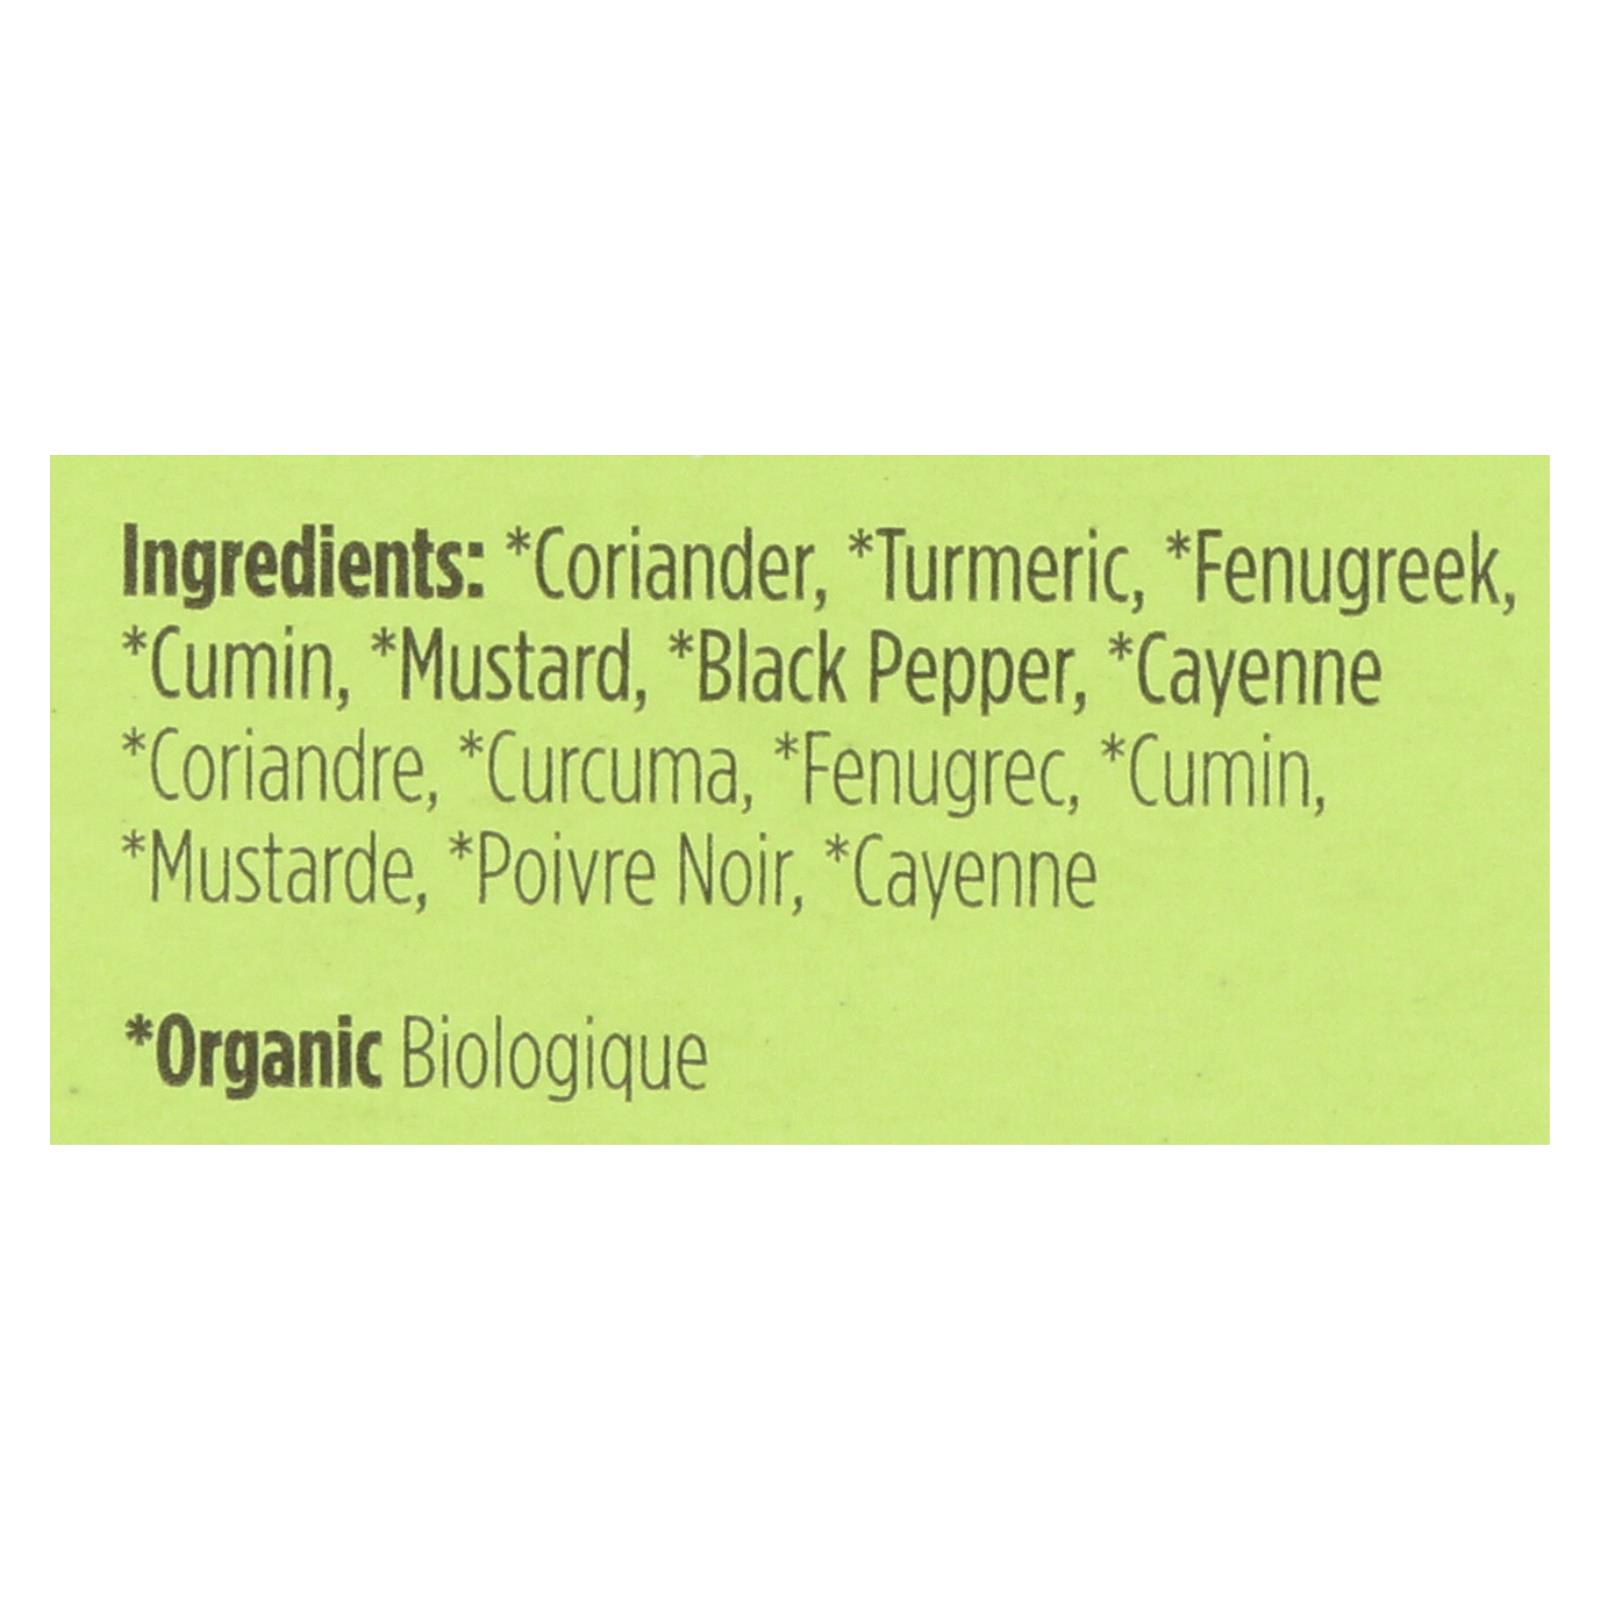 Ingredients: *Coriander, *Turmeric, *Fenugreek,
*Cumin, *Mustard, *Black Pepper, *Cayenne
*Coriandre, *Curcuma, *Fenugrec, *Cumin,
*Mustarde, *Poivre Noir, *Cayenne
*Organic Biologique